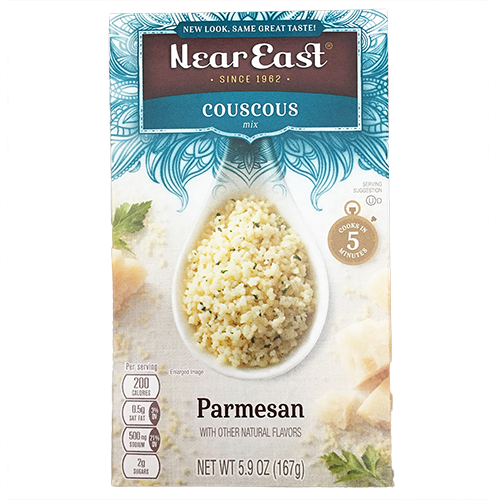 NEW LOOK, SAME GREAT TASTE!
Near East®
• SINCE 1962 •
COUSCOUS
mix
SERVING
SUGGESTION
U D
COOKS IN
5
MINUTES
Enlarged Image
Per serving
200
CALORIES
0.5g
SAT FAT
500mg
SODIUM
2g
SUGARS
Parmesan
WITH OTHER NATURAL FLAVORS
NET WT 5.9 OZ (167g)